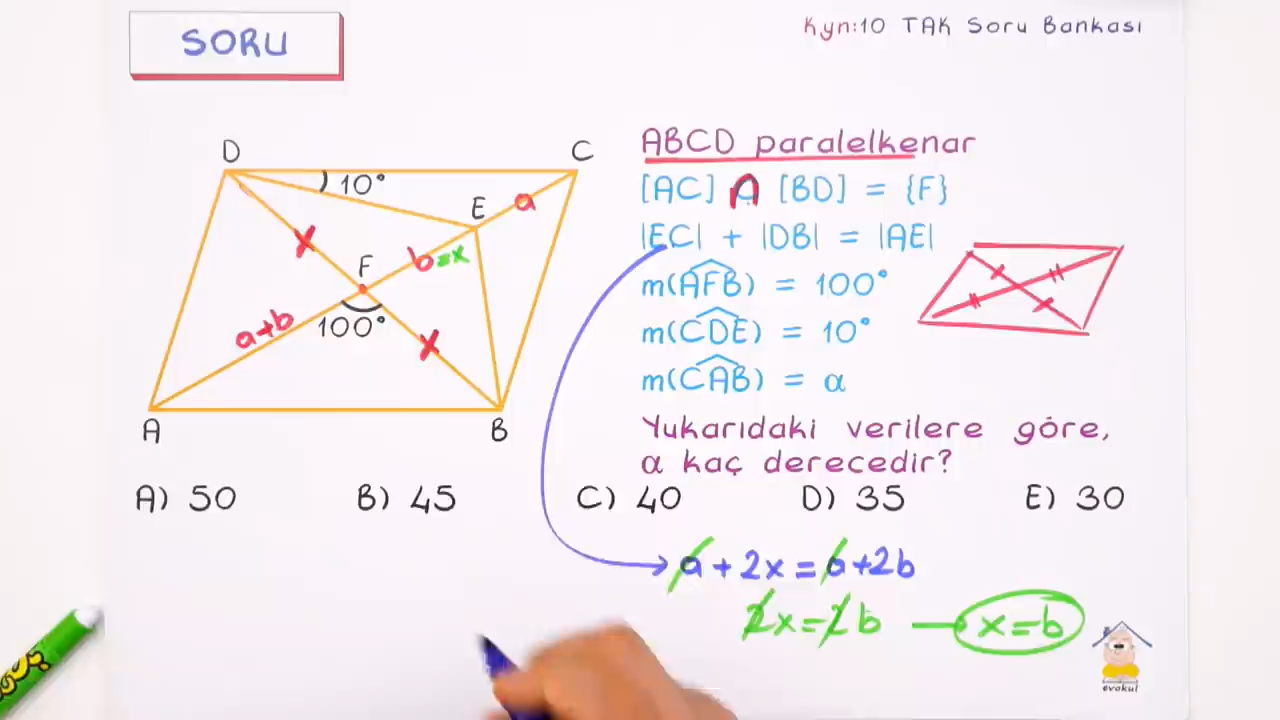 SORU
Kyn:10 TAK Soru Bankası
D
C
10°
E
a
F
b=x
a+b
100°
A
B
ABCD paralelkenar
[AC] ∩ [BD] = {F}
|EC| + |DB| = |AE|
m(AFB) = 100°
m(CDE) = 10°
m(CAB) = α
Yukarıdaki verilere göre,
α kaç derecedir?
A) 50 B) 45 C) 40 D) 35 E) 30
a + 2x = a + 2b
2x = 2b x = b
evokul